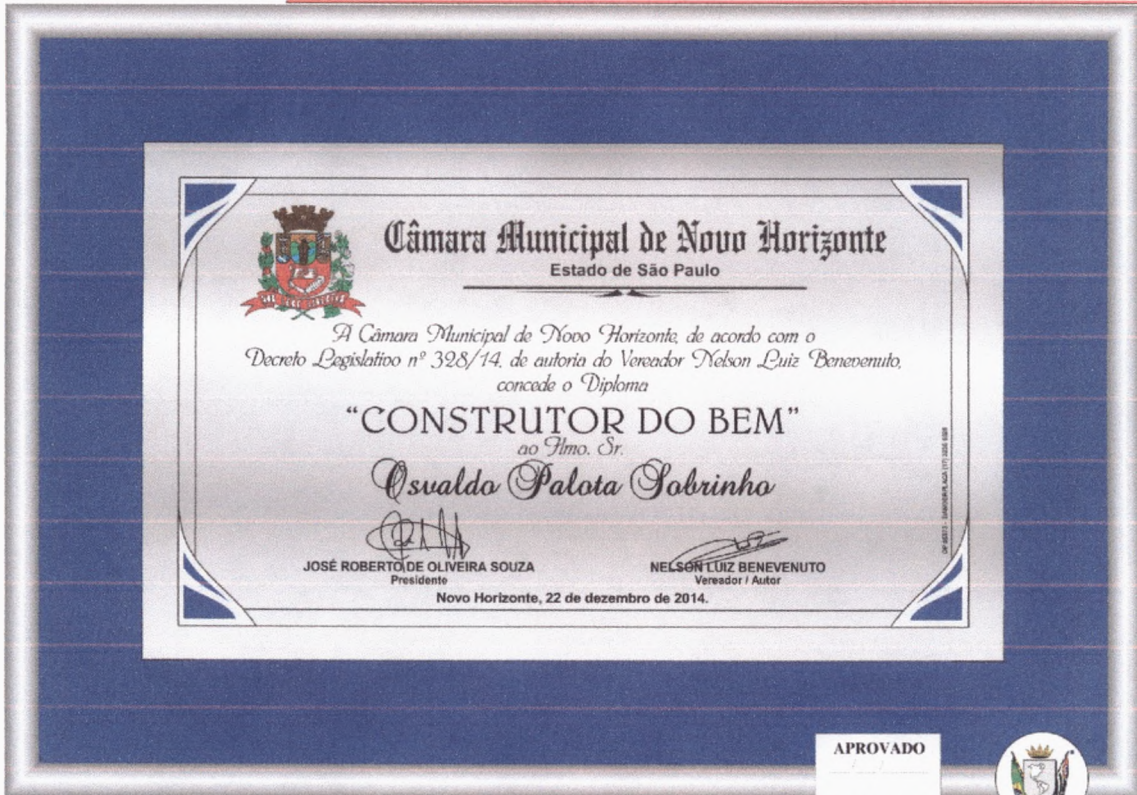 Câmara Municipal de Novo Horizonte
Estado de São Paulo
A Câmara Municipal de Novo Horizonte, de acordo com o
Decreto Legislativo nº 328/14, de autoria do Vereador Nelson Luiz Benevenuto,
concede o Diploma
"CONSTRUTOR DO BEM"
ao Ilmo. Sr.
Osvaldo Palota Sobrinho
JOSÉ ROBERTO DE OLIVEIRA SOUZA
Presidente
NELSON LUIZ BENEVENUTO
Vereador / Autor
Novo Horizonte, 22 de dezembro de 2014.
APROVADO